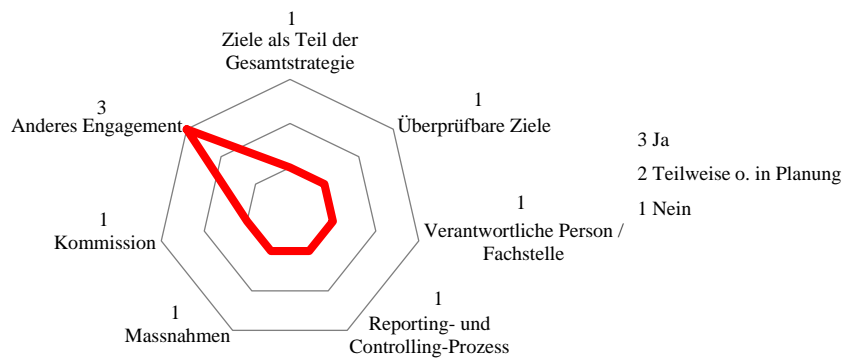 1
Ziele als Teil der
Gesamtstrategie
1
Überprüfbare Ziele
1
Verantwortliche Person /
Fachstelle
1
Reporting- und
Controlling-Prozess
1
Massnahmen
1
Kommission
3
Anderes Engagement
3 Ja
2 Teilweise o. in Planung
1 Nein